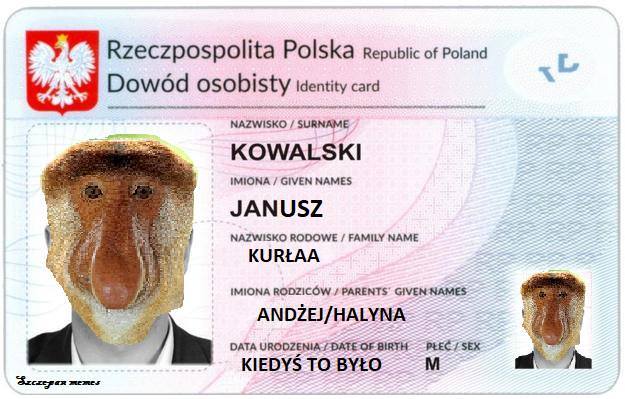 Rzeczpospolita Polska Republic of Poland
Dowód osobisty Identity card
NAZWISKO / SURNAME
KOWALSKI
IMIONA / GIVEN NAMES
JANUSZ
NAZWISKO RODOWE / FAMILY NAME
KURŁAA
IMIONA RODZICÓW / PARENTS' GIVEN NAMES
ANDŻEJ/HALYNA
DATA URODZENIA / DATE OF BIRTH PŁEĆ / SEX
KIEDYŚ TO BYŁO M
Szczepan memes